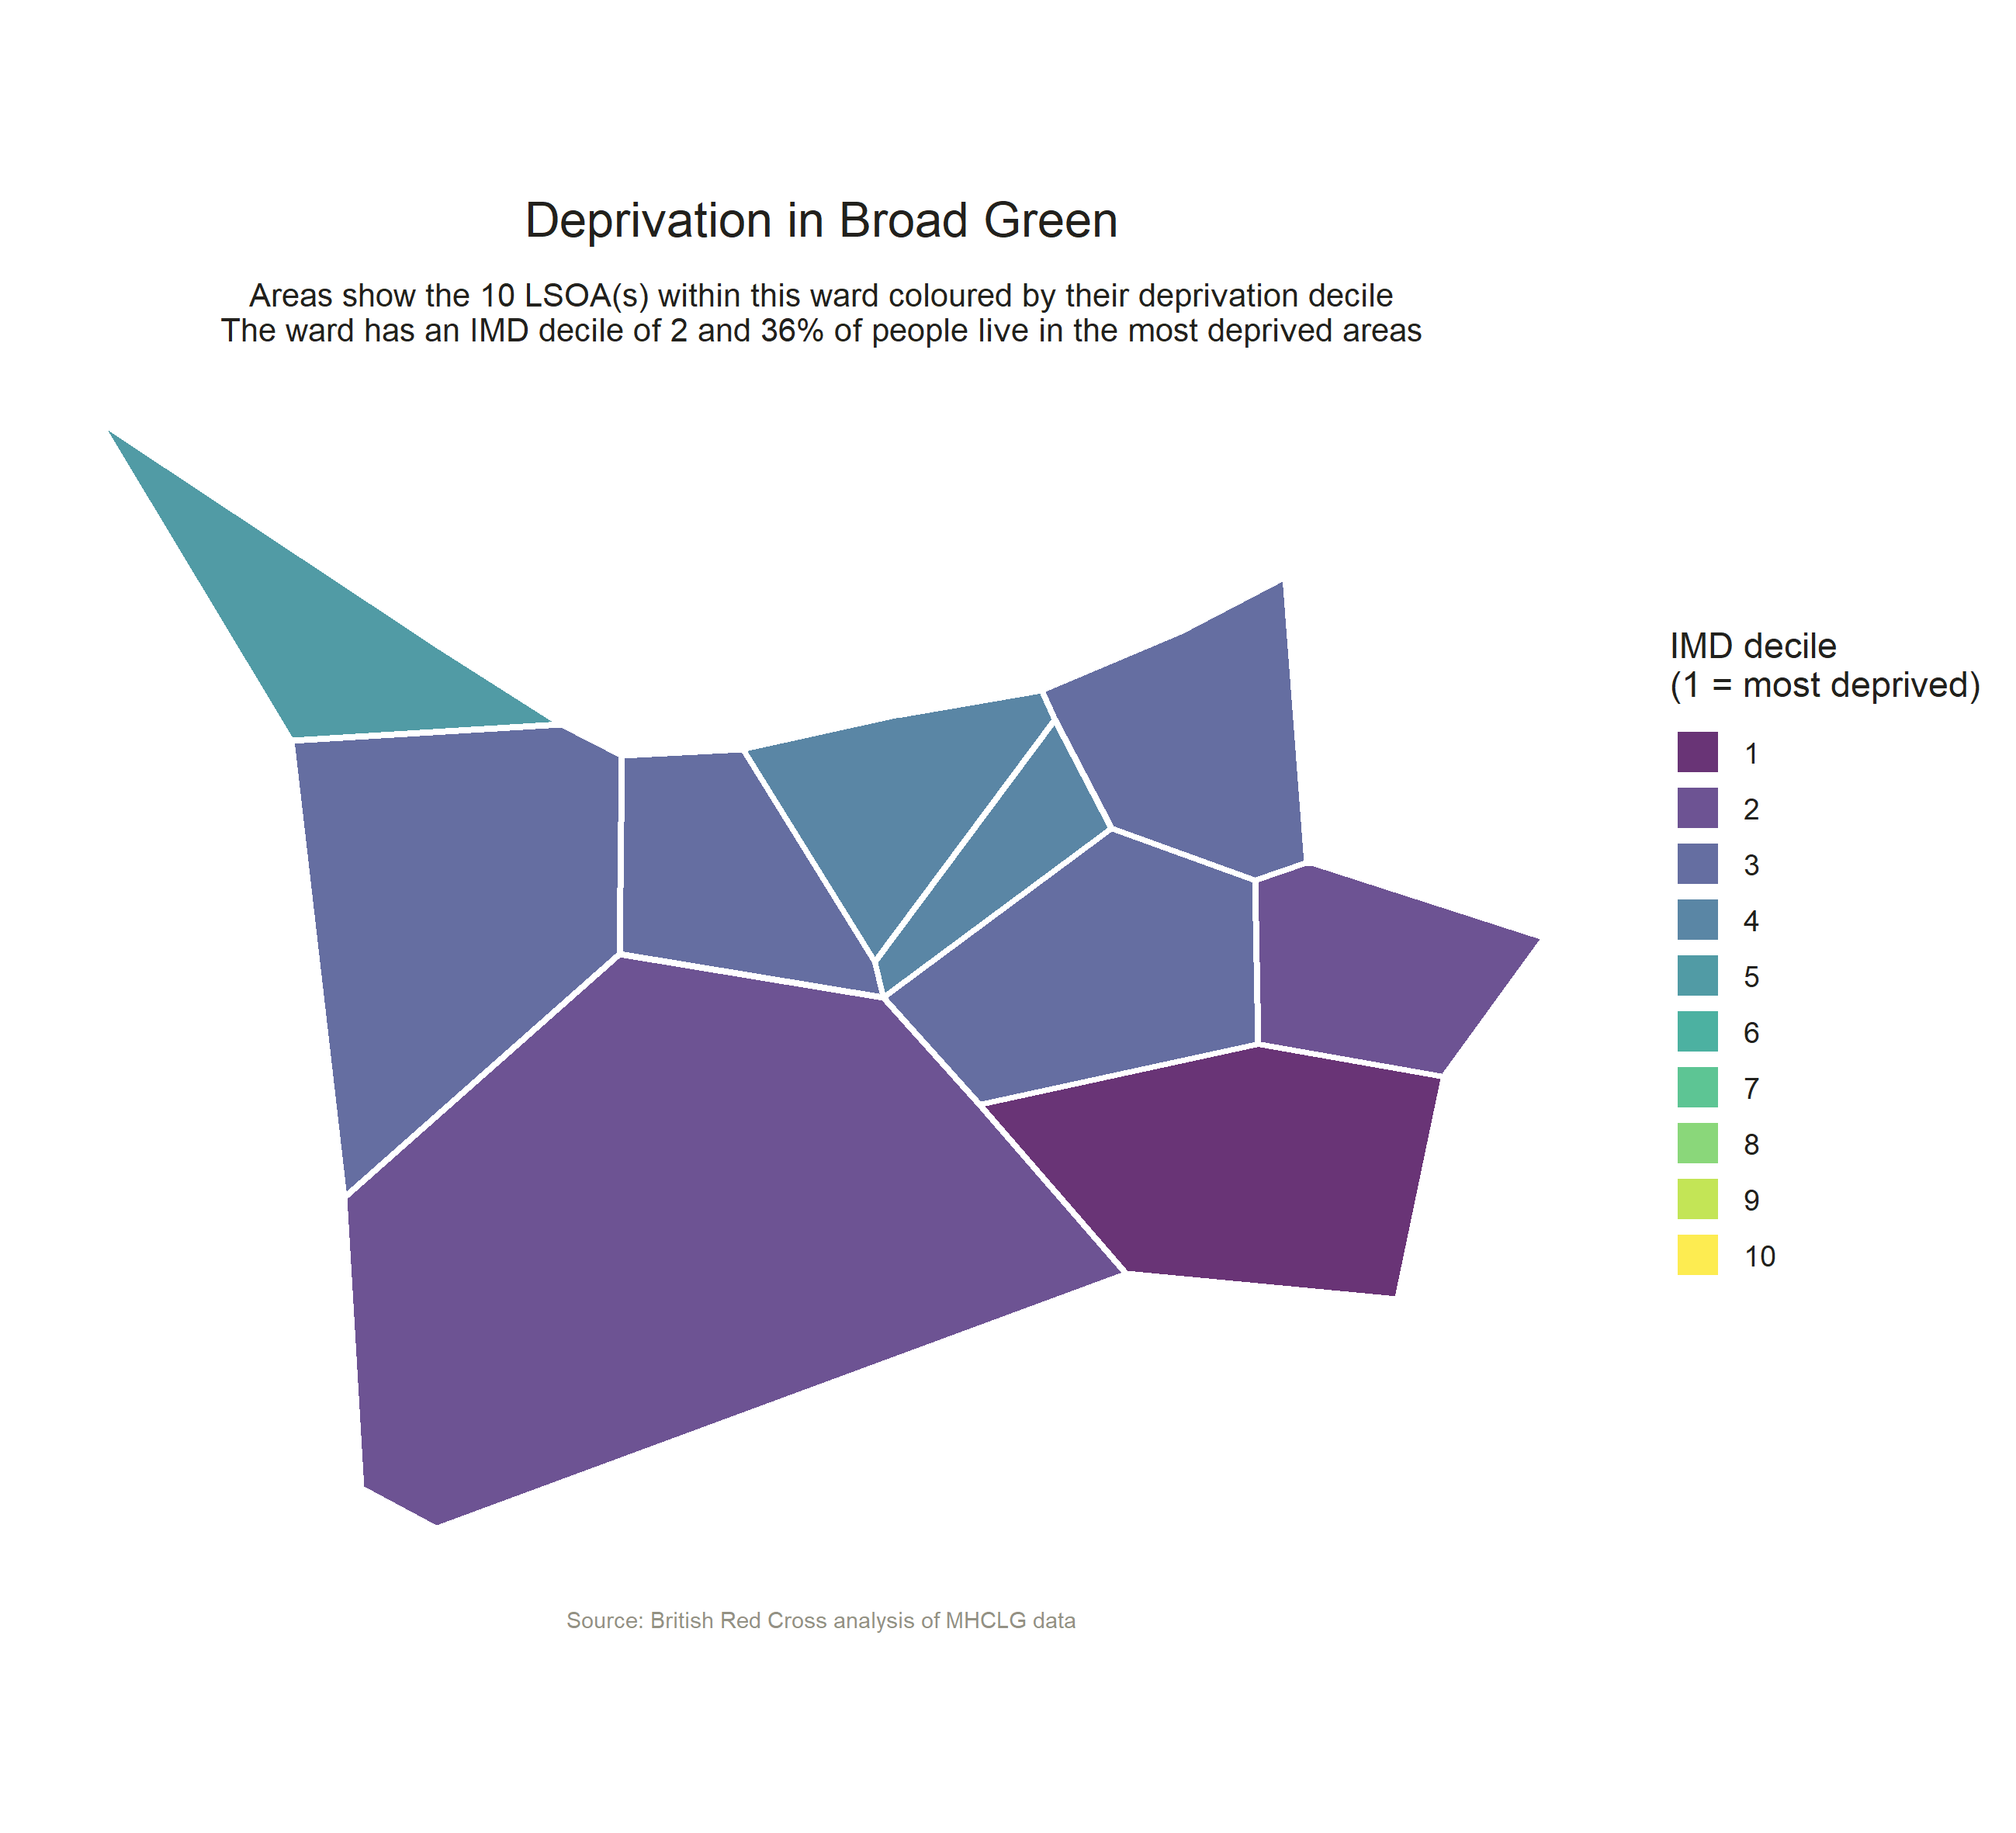 Deprivation in Broad Green
Areas show the 10 LSOA(s) within this ward coloured by their deprivation decile
The ward has an IMD decile of 2 and 36% of people live in the most deprived areas
IMD decile
(1 = most deprived)
1
2
3
4
5
6
7
8
9
10
Source: British Red Cross analysis of MHCLG data